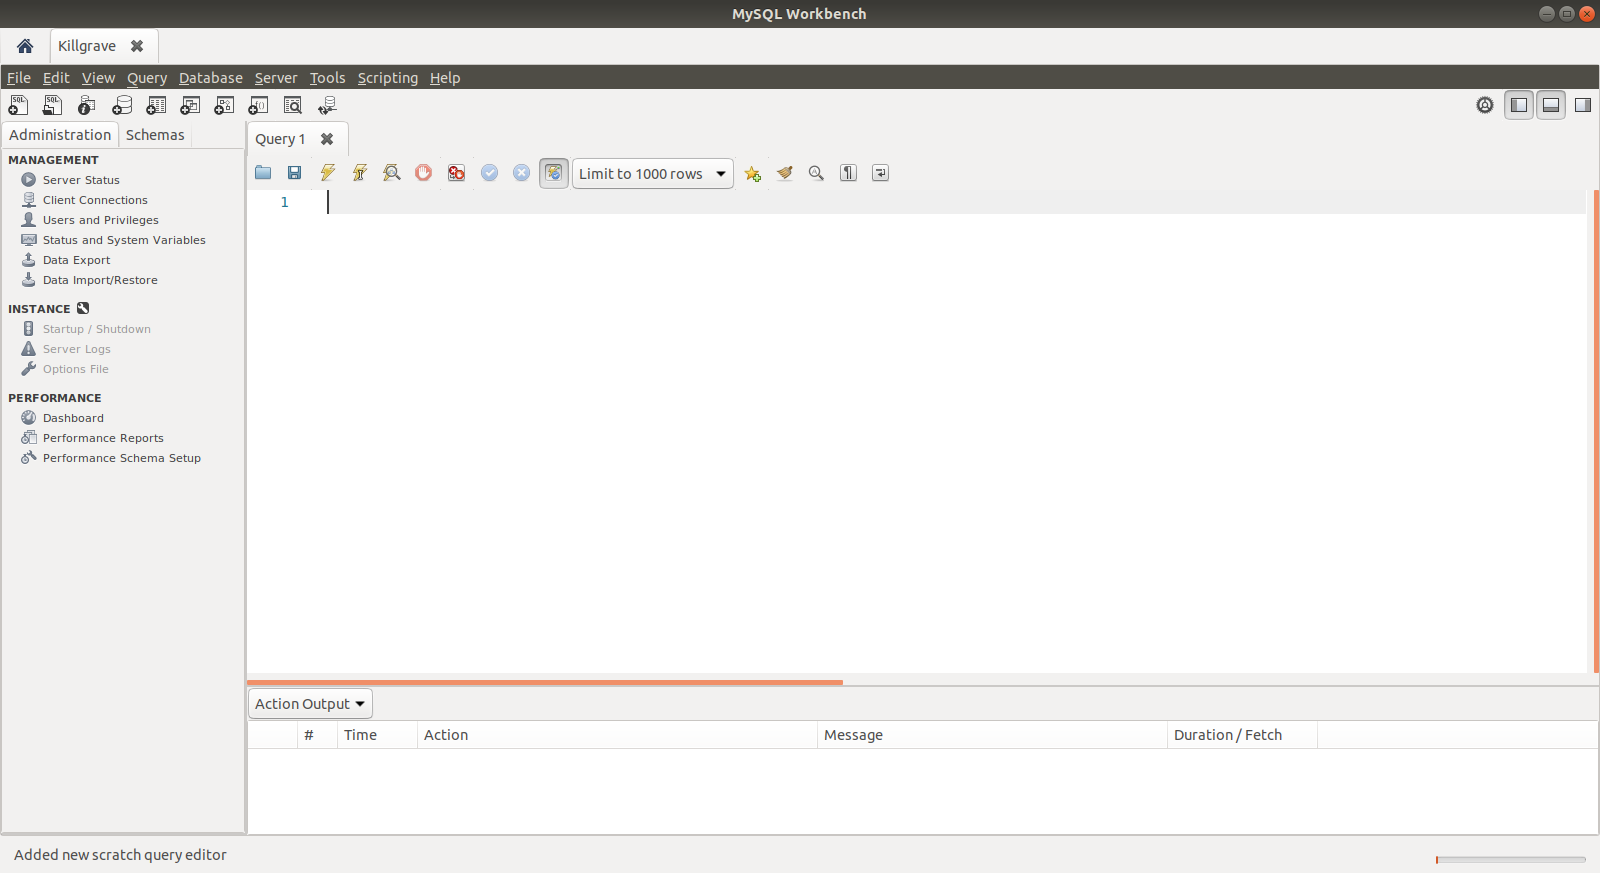 MySQL Workbench
Killgrave
File Edit View Query Database Server Tools Scripting Help
Administration Schemas
Query 1
MANAGEMENT
Server Status
Client Connections
Users and Privileges
Status and System Variables
Data Export
Data Import/Restore
INSTANCE
Startup / Shutdown
Server Logs
Options File
PERFORMANCE
Dashboard
Performance Reports
Performance Schema Setup
Limit to 1000 rows
1
Action Output
# Time Action Message Duration / Fetch
Added new scratch query editor